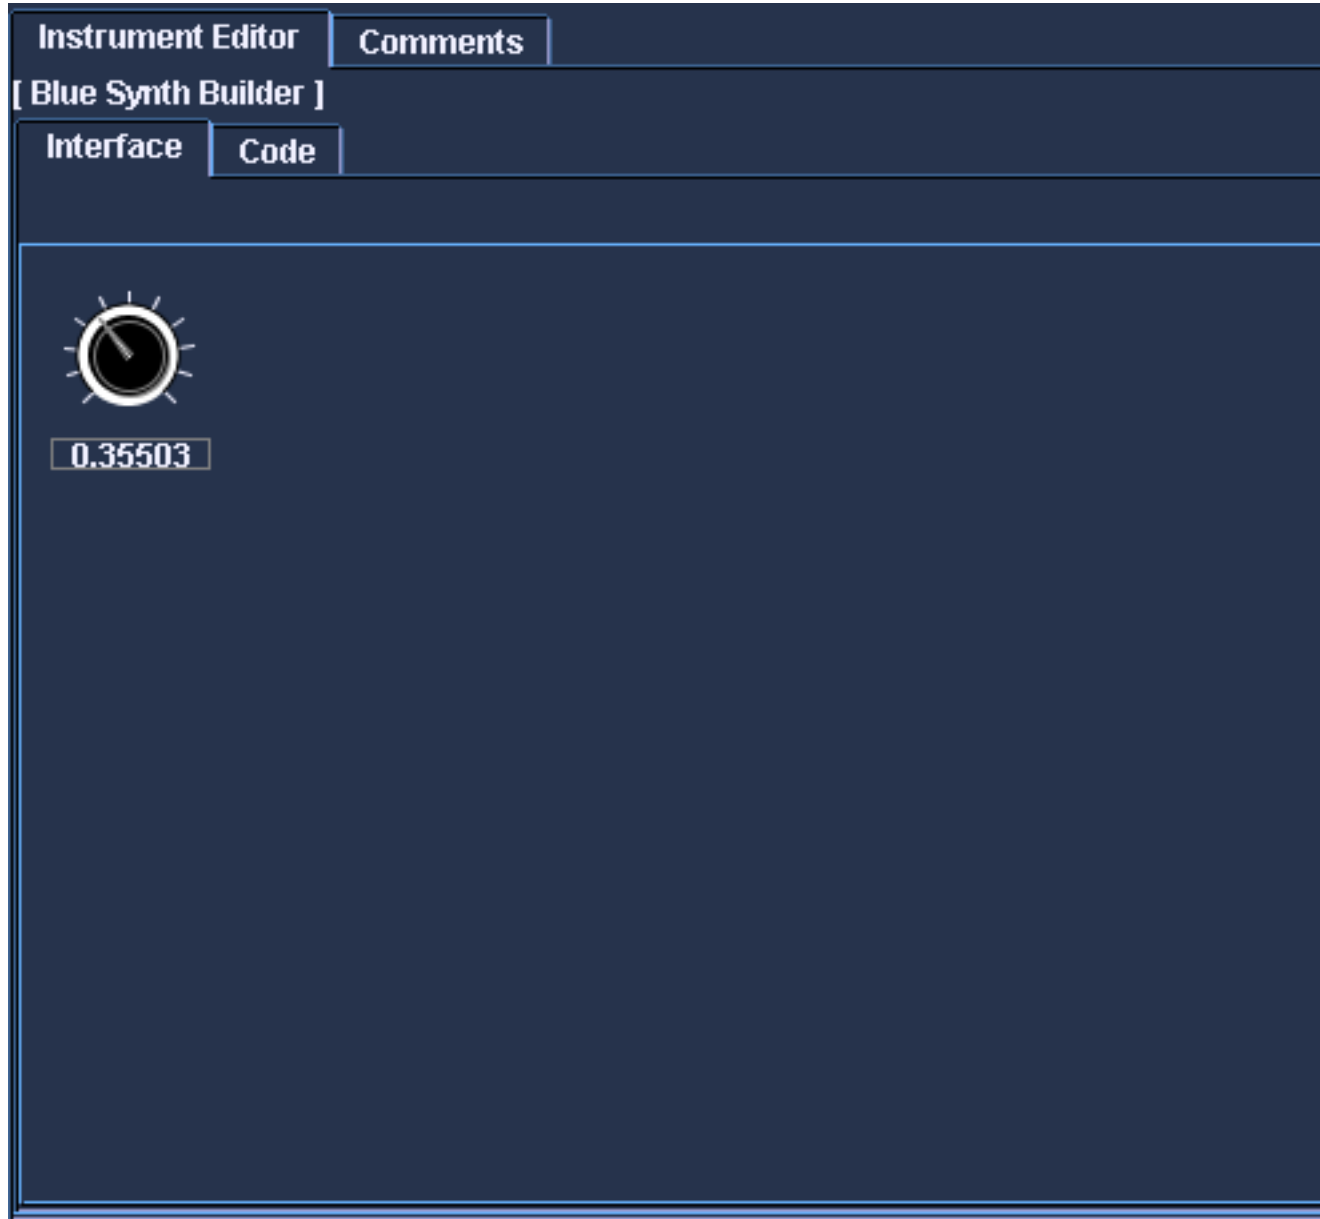 Instrument Editor Comments
[ Blue Synth Builder ]
Interface Code
0.35503